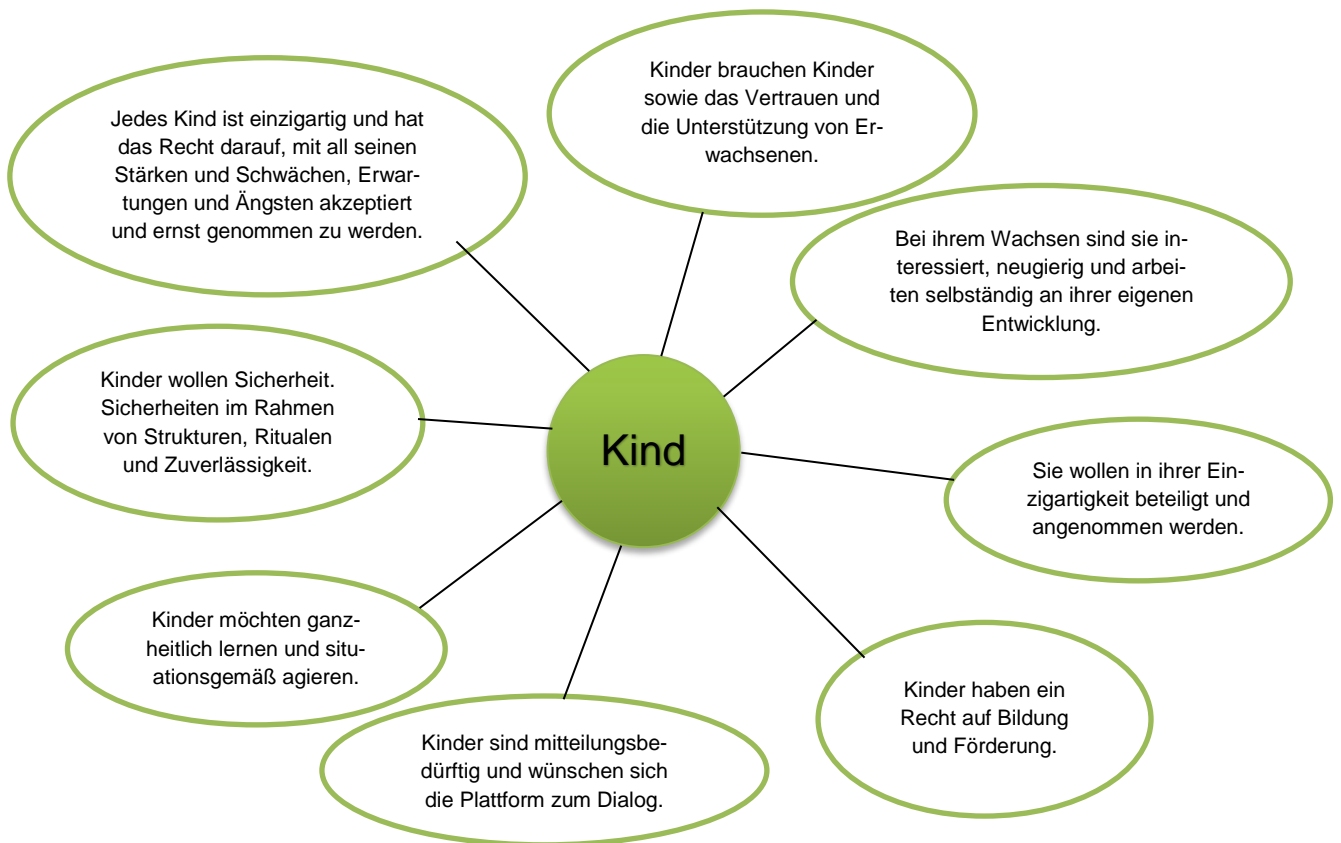 Kinder brauchen Kinder
sowie das Vertrauen und
die Unterstützung von Er-
wachsenen.
Jedes Kind ist einzigartig und hat
das Recht darauf, mit all seinen
Stärken und Schwächen, Erwar-
tungen und Ängsten akzeptiert
und ernst genommen zu werden.
Bei ihrem Wachsen sind sie in-
teressiert, neugierig und arbei-
ten selbständig an ihrer eigenen
Entwicklung.
Kinder wollen Sicherheit.
Sicherheiten im Rahmen
von Strukturen, Ritualen
und Zuverlässigkeit.
Kind
Sie wollen in ihrer Ein-
zigartigkeit beteiligt und
angenommen werden.
Kinder möchten ganz-
heitlich lernen und situ-
ationsgemäß agieren.
Kinder haben ein
Recht auf Bildung
und Förderung.
Kinder sind mitteilungsbe-
dürftig und wünschen sich
die Plattform zum Dialog.